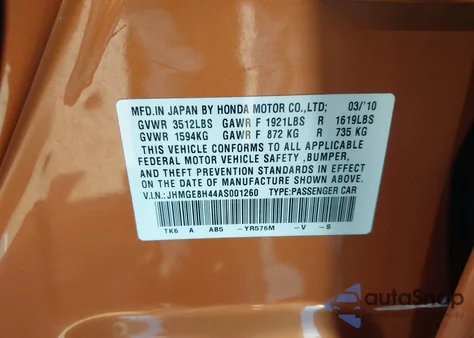 MFD.IN JAPAN BY HONDA MOTOR CO.,LTD; 03/'10
GVWR 3512LBS GAWR F 1921LBS R 1619LBS
GVWR 1594KG GAWR F 872 KG R 735 KG
THIS VEHICLE CONFORMS TO ALL APPLICABLE
FEDERAL MOTOR VEHICLE SAFETY ,BUMPER,
AND THEFT PREVENTION STANDARDS IN EFFECT
ON THE DATE OF MANUFACTURE SHOWN ABOVE.
V.I.N: JHMGE8H44AS001260 TYPE:PASSENGER CAR
TK6 A AB5 -YR576M -V -S
autoSnap